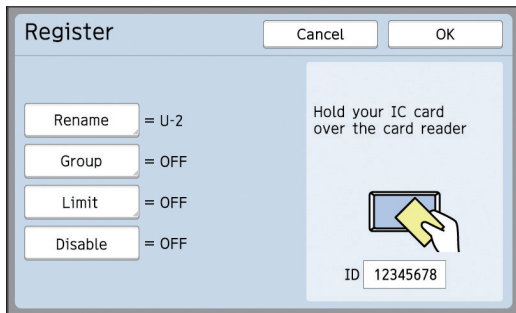 Register
Cancel
OK
Rename = U-2
Group = OFF
Limit = OFF
Disable = OFF
Hold your IC card
over the card reader
ID 12345678